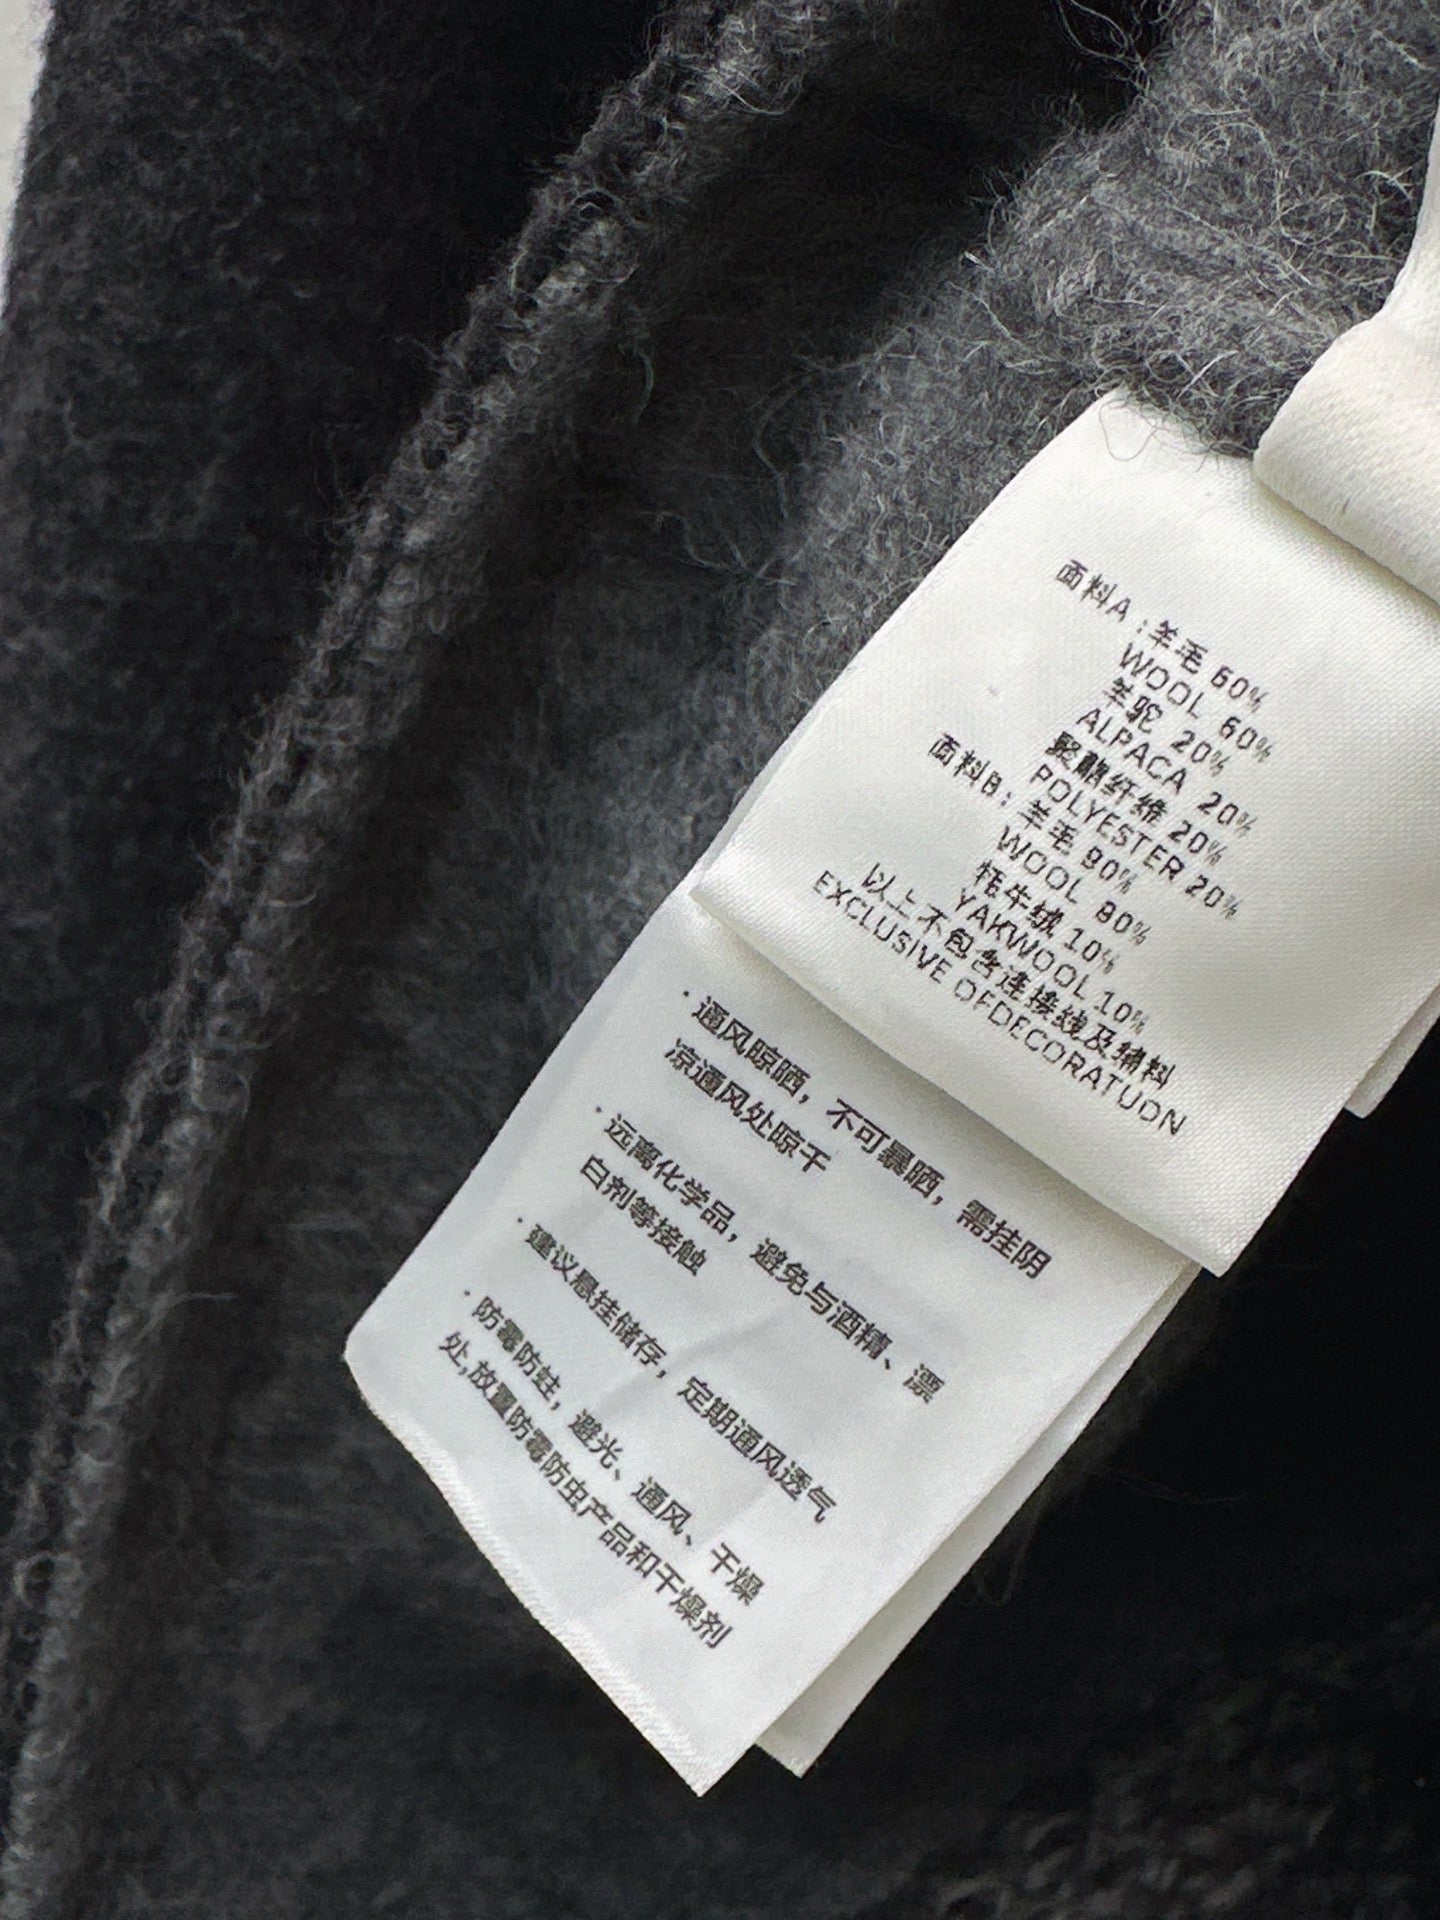 面料A：羊毛 60%
WOOL 60%
羊驼 20%
ALPACA 20%
聚酯纤维 20%
POLYESTER 20%
面料B：羊毛 90%
WOOL 90%
牦牛绒 10%
YAKWOOL 10%
以上不包含连接线及辅料
EXCLUSIVE OFDECORATUON
·通风晾晒，不可暴晒，需挂阴
凉通风处晾干
·远离化学品，避免与酒精、漂
白剂等接触
·建议悬挂储存，定期通风透气
·防霉防蛀，避光、通风、干燥
处,放置防霉防虫产品和干燥剂